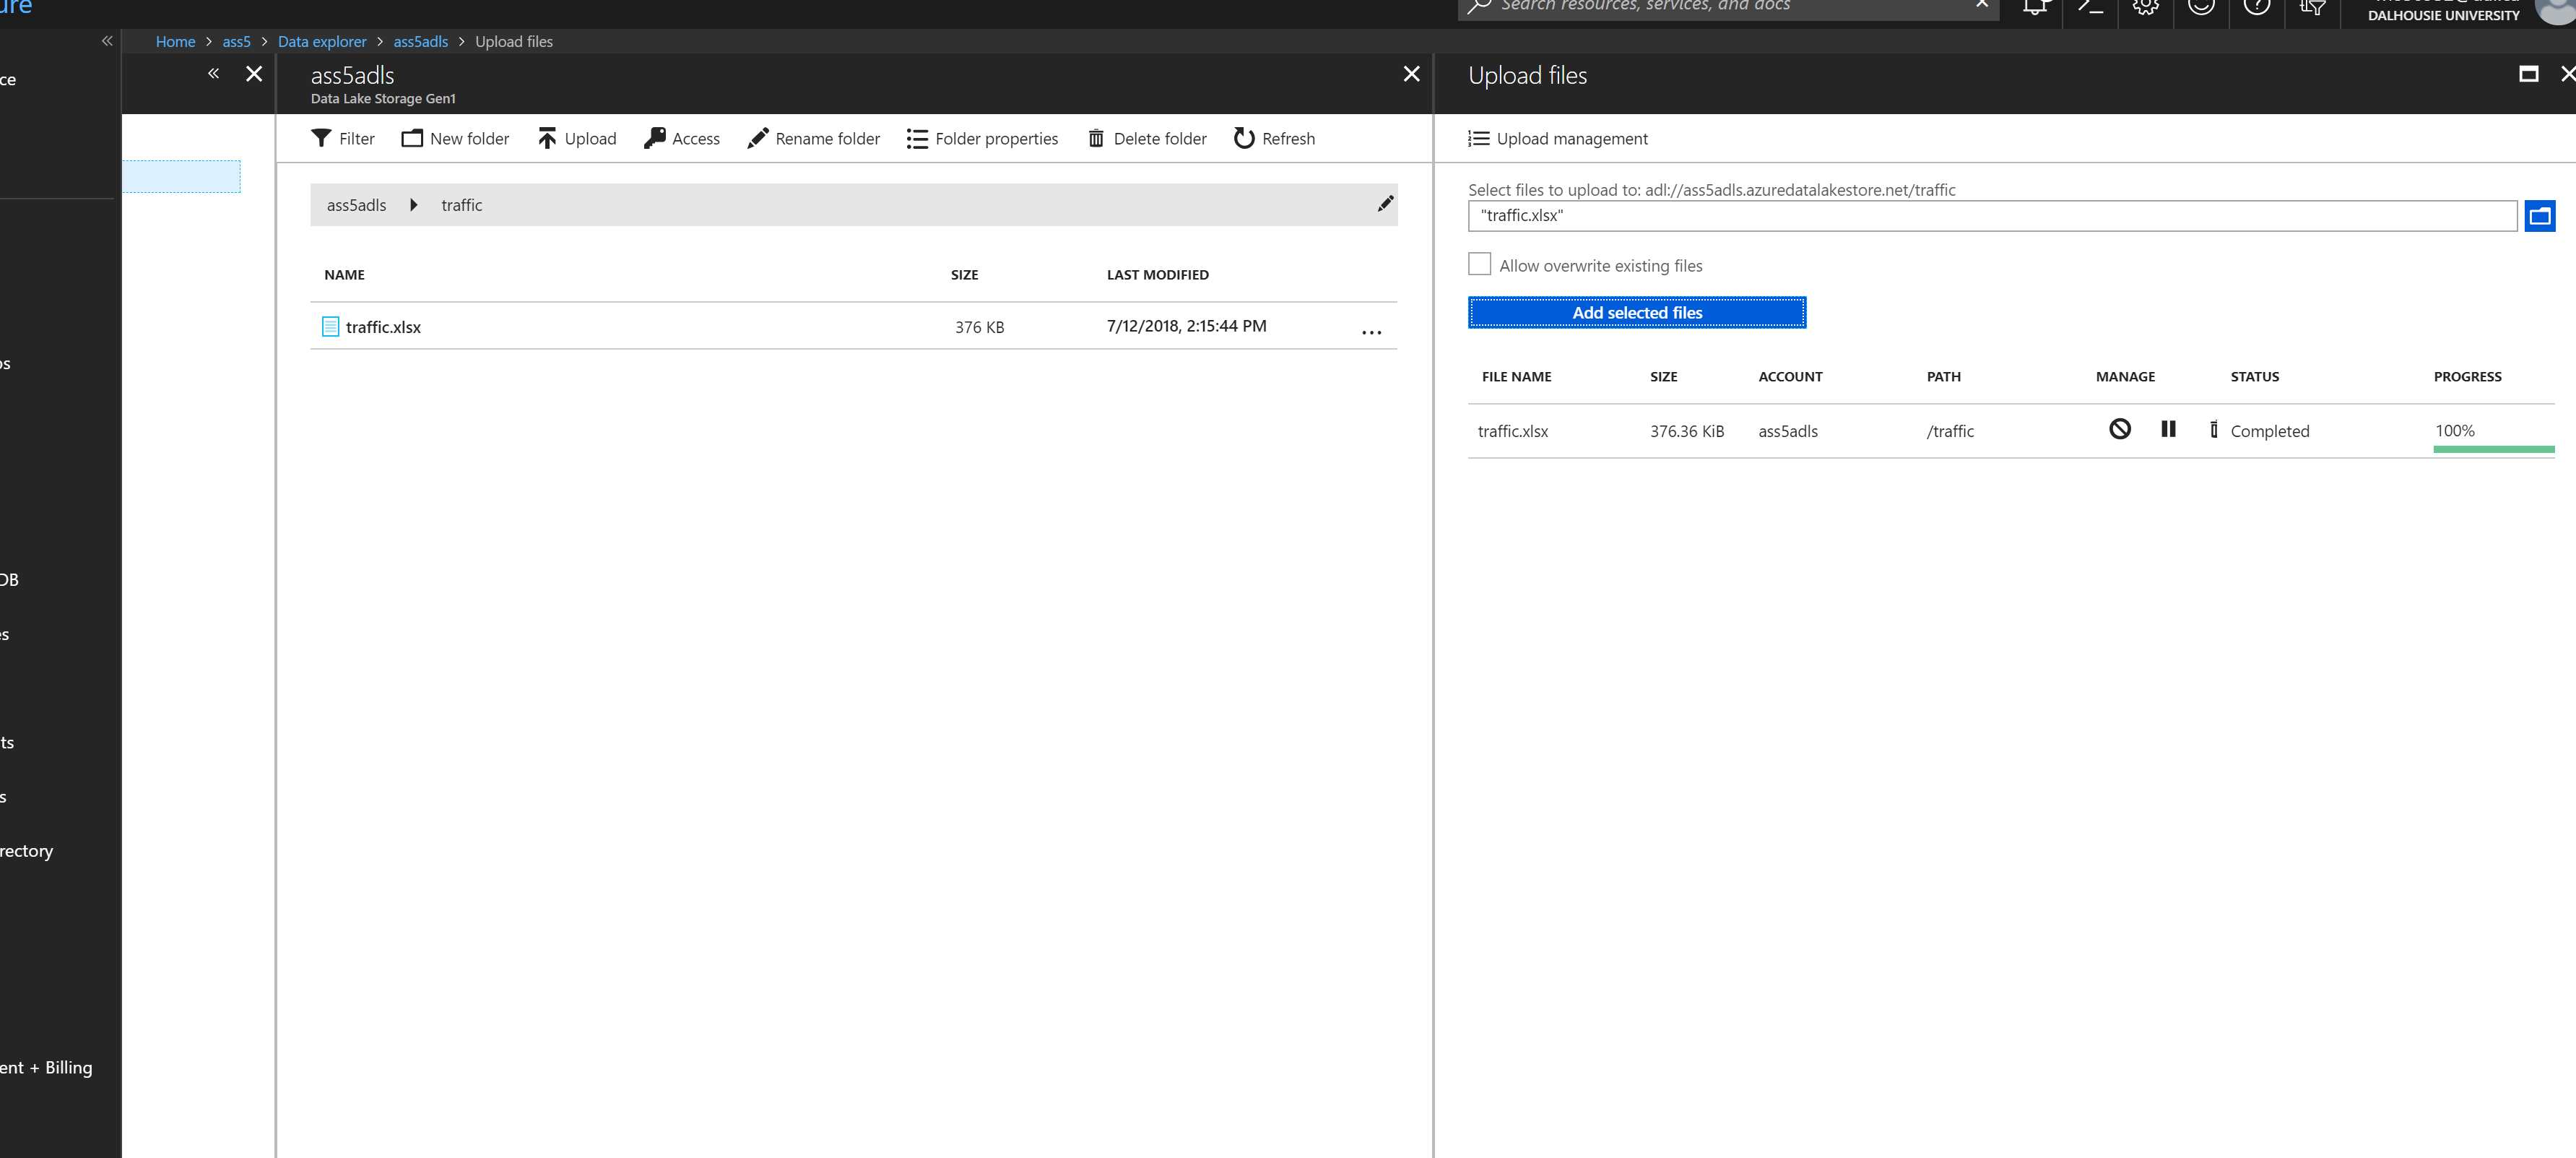 Search resources, services, and docs
DALHOUSIE UNIVERSITY
Home > ass5 > Data explorer > ass5adls > Upload files
ass5adls
Data Lake Storage Gen1
Filter New folder Upload Access Rename folder Folder properties Delete folder Refresh
ass5adls traffic
NAME SIZE LAST MODIFIED
traffic.xlsx 376 KB 7/12/2018, 2:15:44 PM ...
Upload files
Upload management
Select files to upload to: adl://ass5adls.azuredatalakestore.net/traffic
"traffic.xlsx"
Allow overwrite existing files
Add selected files
FILE NAME SIZE ACCOUNT PATH MANAGE STATUS PROGRESS
traffic.xlsx 376.36 KiB ass5adls /traffic Completed 100%
ce
os
DB
es
ts
s
rectory
ent + Billing